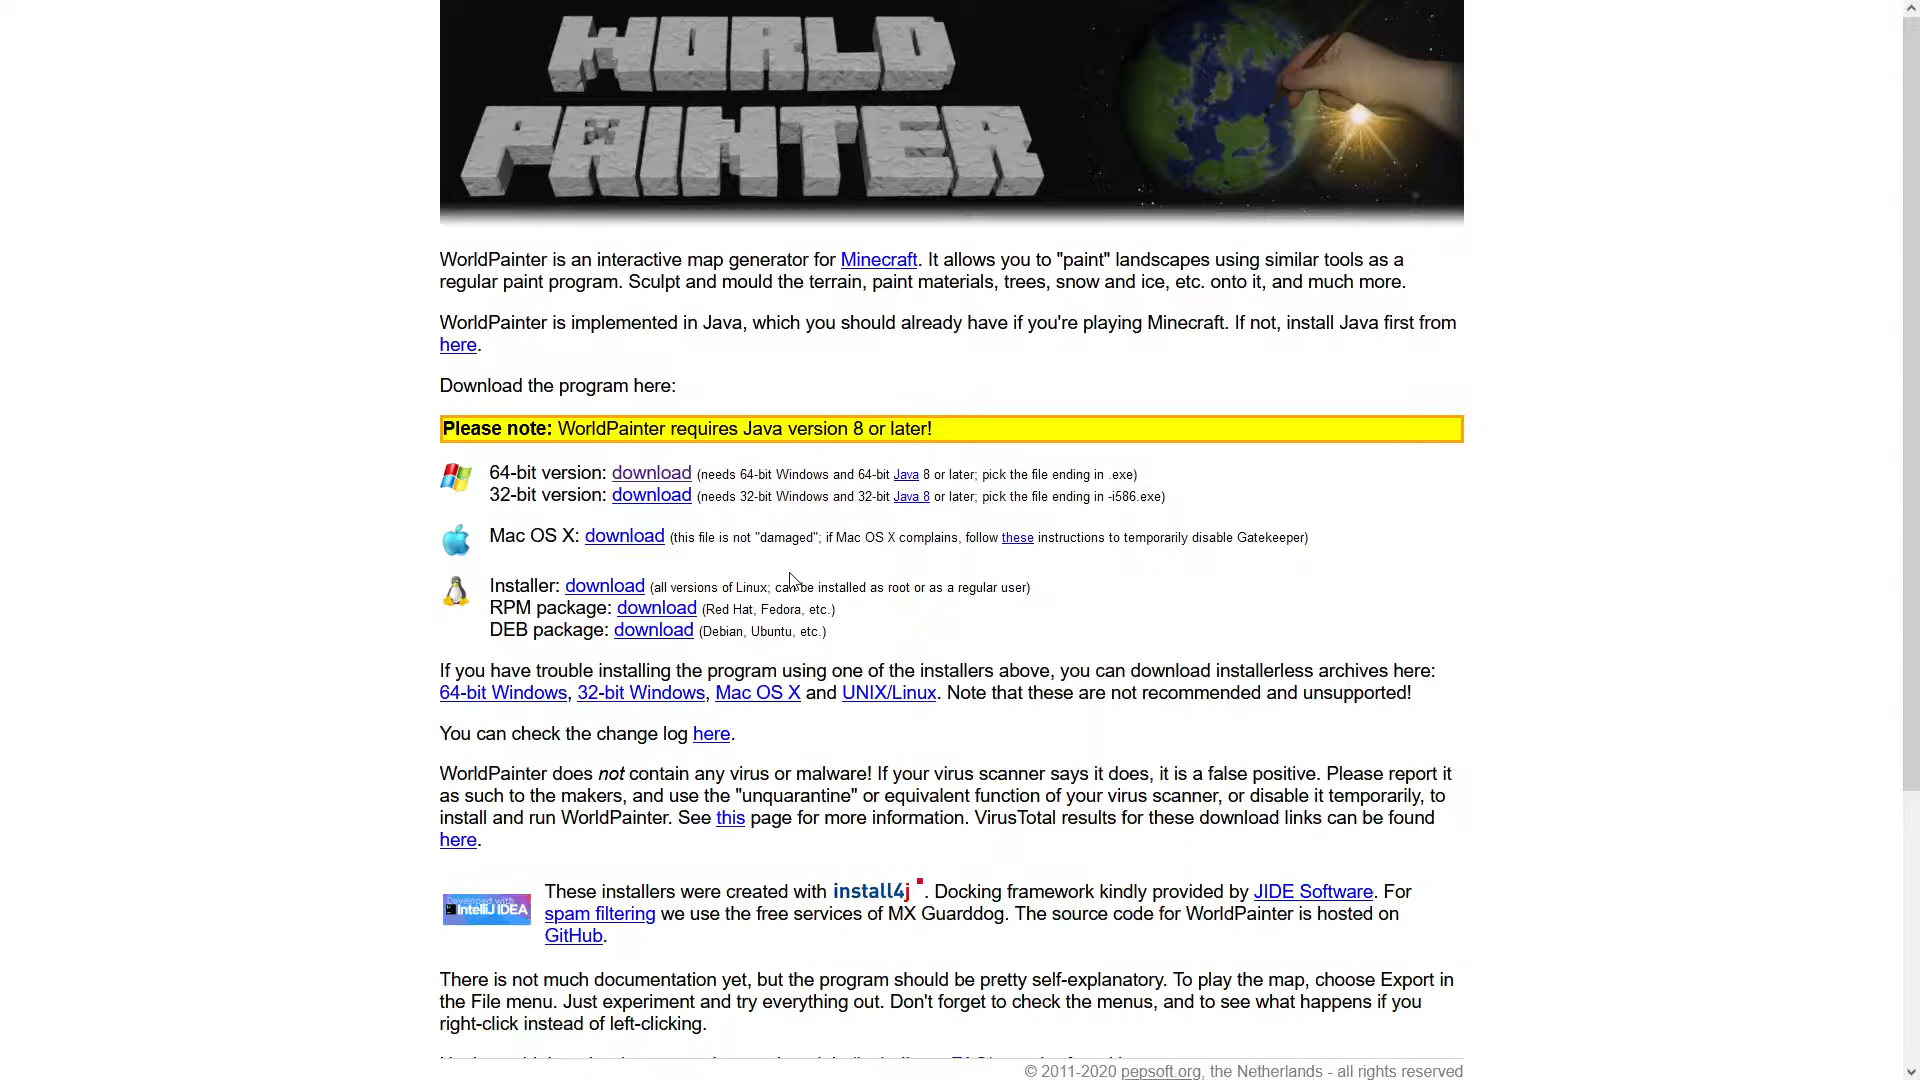 WORLD
PAINTER
WorldPainter is an interactive map generator for Minecraft. It allows you to "paint" landscapes using similar tools as a
regular paint program. Sculpt and mould the terrain, paint materials, trees, snow and ice, etc. onto it, and much more.
WorldPainter is implemented in Java, which you should already have if you're playing Minecraft. If not, install Java first from
here.
Download the program here:
Please note: WorldPainter requires Java version 8 or later!
64-bit version: download (needs 64-bit Windows and 64-bit Java 8 or later; pick the file ending in .exe)
32-bit version: download (needs 32-bit Windows and 32-bit Java 8 or later; pick the file ending in -i586.exe)
Mac OS X: download (this file is not "damaged"; if Mac OS X complains, follow these instructions to temporarily disable Gatekeeper)
Installer: download (all versions of Linux; can be installed as root or as a regular user)
RPM package: download (Red Hat, Fedora, etc.)
DEB package: download (Debian, Ubuntu, etc.)
If you have trouble installing the program using one of the installers above, you can download installerless archives here:
64-bit Windows, 32-bit Windows, Mac OS X and UNIX/Linux. Note that these are not recommended and unsupported!
You can check the change log here.
WorldPainter does not contain any virus or malware! If your virus scanner says it does, it is a false positive. Please report it
as such to the makers, and use the "unquarantine" or equivalent function of your virus scanner, or disable it temporarily, to
install and run WorldPainter. See this page for more information. VirusTotal results for these download links can be found
here.
Developed with
IntelliJ IDEA
These installers were created with install4j. Docking framework kindly provided by JIDE Software. For
spam filtering we use the free services of MX Guarddog. The source code for WorldPainter is hosted on
GitHub.
There is not much documentation yet, but the program should be pretty self-explanatory. To play the map, choose Export in
the File menu. Just experiment and try everything out. Don't forget to check the menus, and to see what happens if you
right-click instead of left-clicking.
© 2011-2020 pepsoft.org, the Netherlands - all rights reserved